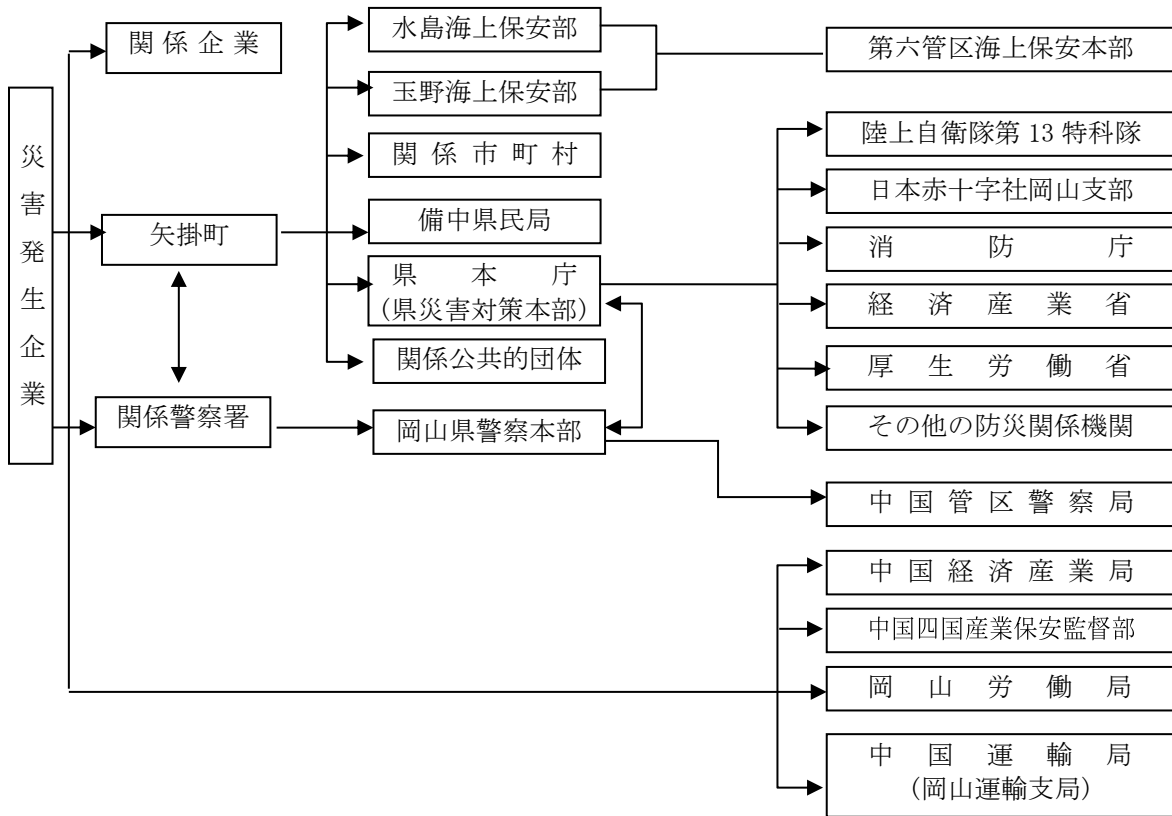 災害発生企業
関係企業
矢掛町
関係警察署
水島海上保安部
玉野海上保安部
関係市町村
備中県民局
県本庁
(県災害対策本部)
関係公共的団体
岡山県警察本部
第六管区海上保安本部
陸上自衛隊第13特科隊
日本赤十字社岡山支部
消防庁
経済産業省
厚生労働省
その他の防災関係機関
中国管区警察局
中国経済産業局
中国四国産業保安監督部
岡山労働局
中国運輸局
(岡山運輸支局)